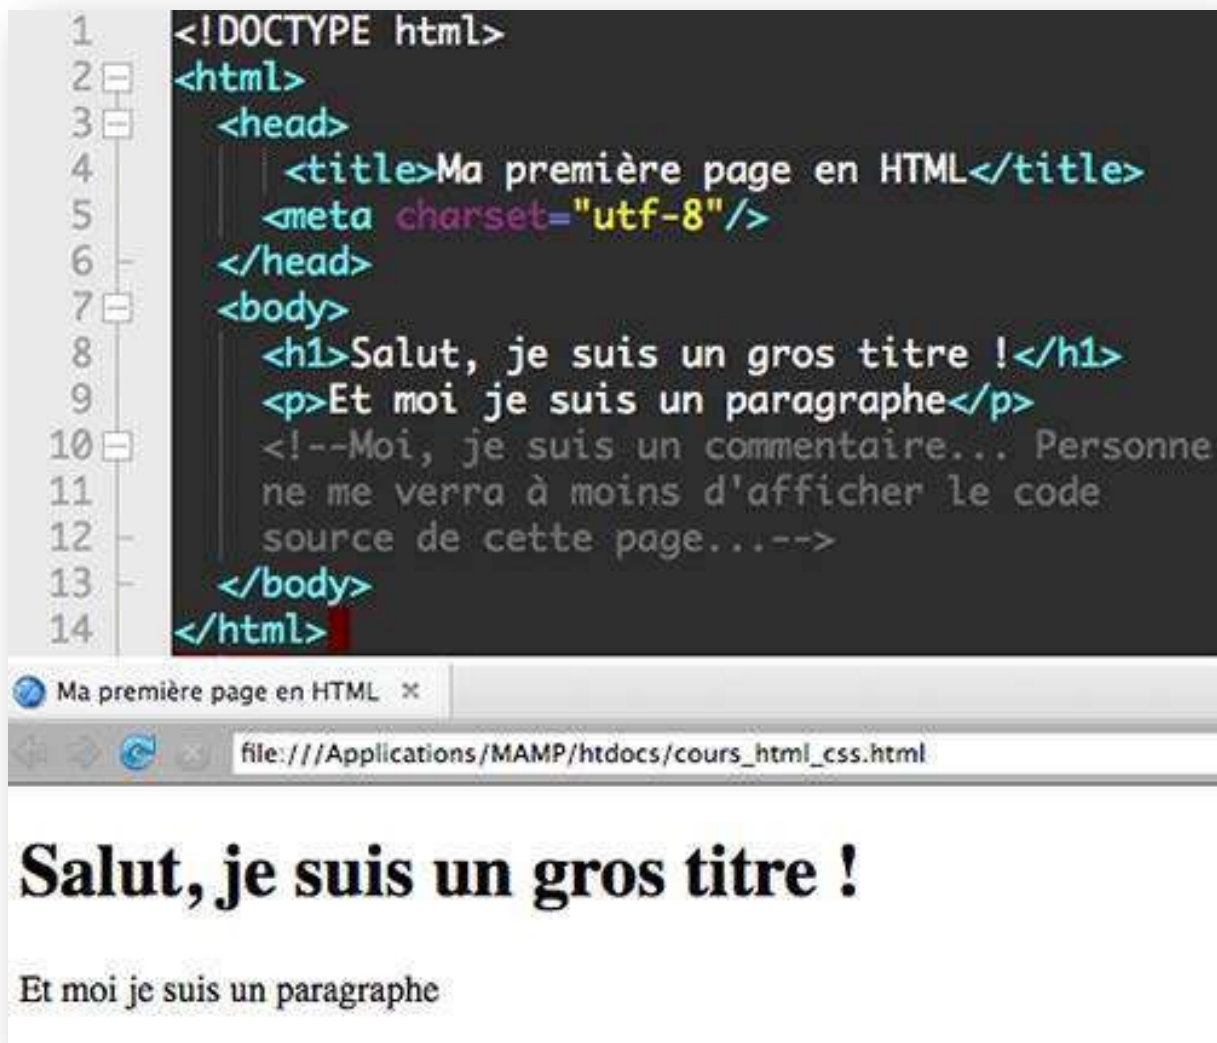 1 <!DOCTYPE html>
2 <html>
3 <head>
4 <title>Ma première page en HTML</title>
5 <meta charset="utf-8"/>
6 </head>
7 <body>
8 <h1>Salut, je suis un gros titre !</h1>
9 <p>Et moi je suis un paragraphe</p>
10 <!--Moi, je suis un commentaire... Personne
11 ne me verra à moins d'afficher le code
12 source de cette page...-->
13 </body>
14 </html>
Ma première page en HTML ×
file:///Applications/MAMP/htdocs/cours_html_css.html
Salut, je suis un gros titre !
Et moi je suis un paragraphe